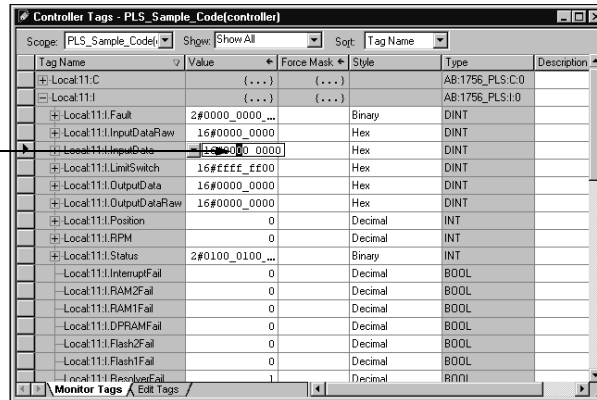 Controller Tags - PLS_Sample_Code(controller)
Scope: PLS_Sample_Code( Show: Show All Sort: Tag Name
Tag Name Value Force Mask Style Type Description
Local:11:C {...} {...} AB:1756_PLS:C:0
Local:11:I {...} {...} AB:1756_PLS:I:0
Local:11:I.Fault 2#0000_0000_... Binary DINT
Local:11:I.InputDataRaw 16#0000_0000 Hex DINT
Local:11:I.InputData 16#0000_0000 Hex DINT
Local:11:I.LimitSwitch 16#ffff_ff00 Hex DINT
Local:11:I.OutputData 16#0000_0000 Hex DINT
Local:11:I.OutputDataRaw 16#0000_0000 Hex DINT
Local:11:I.Position 0 Decimal INT
Local:11:I.RPM 0 Decimal INT
Local:11:I.Status 2#0100_0100_... Binary INT
Local:11:I.InterruptFail 0 Decimal BOOL
Local:11:I.RAM2Fail 0 Decimal BOOL
Local:11:I.RAM1Fail 0 Decimal BOOL
Local:11:I.DPRAMFail 0 Decimal BOOL
Local:11:I.Flash2Fail 0 Decimal BOOL
Local:11:I.Flash1Fail 0 Decimal BOOL
Local:11:I.ResolverFail 1 Decimal BOOL
Monitor Tags Edit Tags